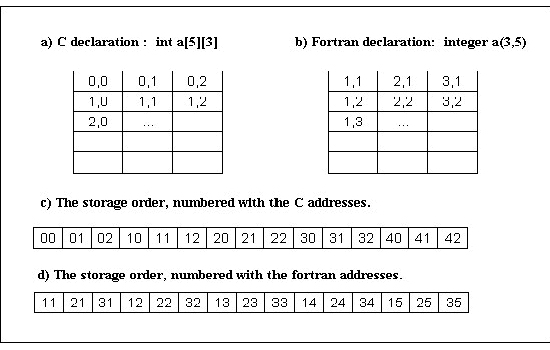 a) C declaration : int a[5][3] b) Fortran declaration: integer a(3,5)
0,0 0,1 0,2 1,1 2,1 3,1
1,0 1,1 1,2 1,2 2,2 3,2
2,0 ... 1,3 ...
c) The storage order, numbered with the C addresses.
00 01 02 10 11 12 20 21 22 30 31 32 40 41 42
d) The storage order, numbered with the fortran addresses.
11 21 31 12 22 32 13 23 33 14 24 34 15 25 35